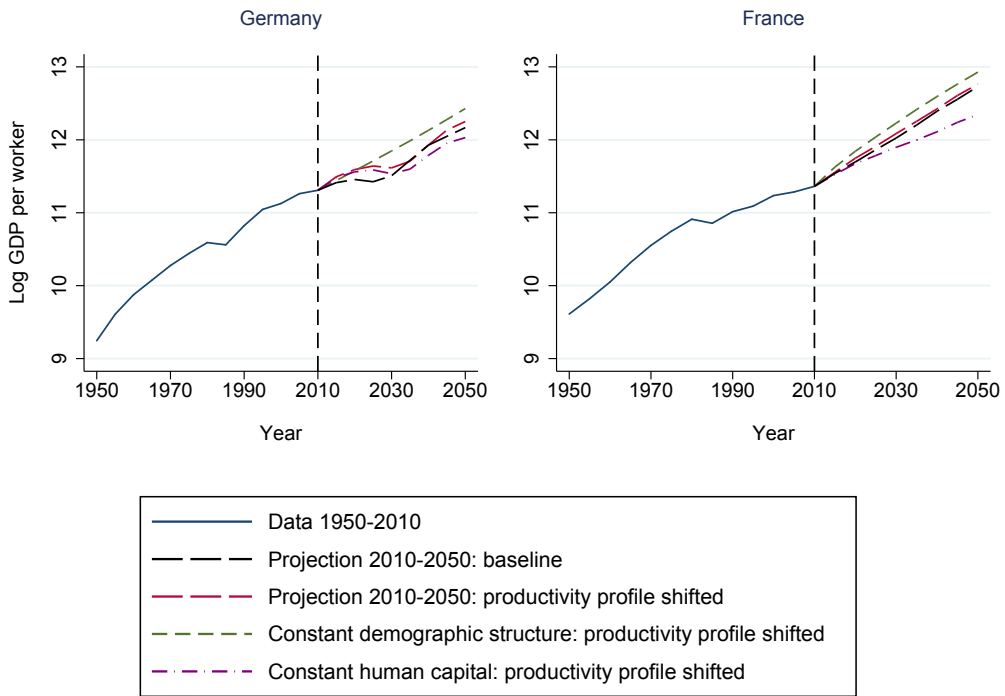 Germany
France
Log GDP per worker
13
12
11
10
9
1950 1970 1990 2010 2030 2050
Year
13
12
11
10
9
1950 1970 1990 2010 2030 2050
Year
Data 1950-2010
Projection 2010-2050: baseline
Projection 2010-2050: productivity profile shifted
Constant demographic structure: productivity profile shifted
Constant human capital: productivity profile shifted